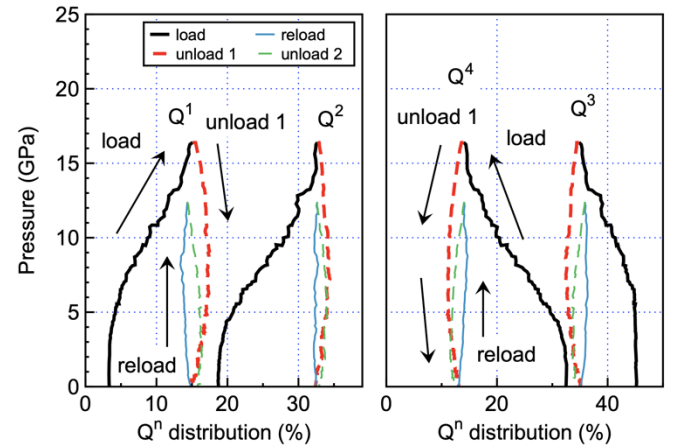 load
reload
unload 1
unload 2
25
20
15
10
5
0
Pressure (GPa)
Q¹
unload 1
Q²
load
reload
0
10
20
30
Qⁿ distribution (%)
Q⁴
Q³
unload 1
load
reload
0
20
40
Qⁿ distribution (%)